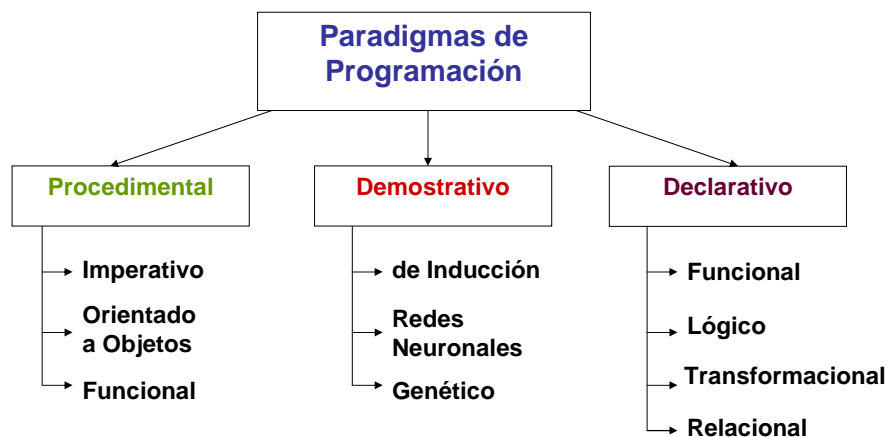 Paradigmas de
Programación
Procedimental
Imperativo
Orientado
a Objetos
Funcional
Demostrativo
de Inducción
Redes
Neuronales
Genético
Declarativo
Funcional
Lógico
Transformacional
Relacional